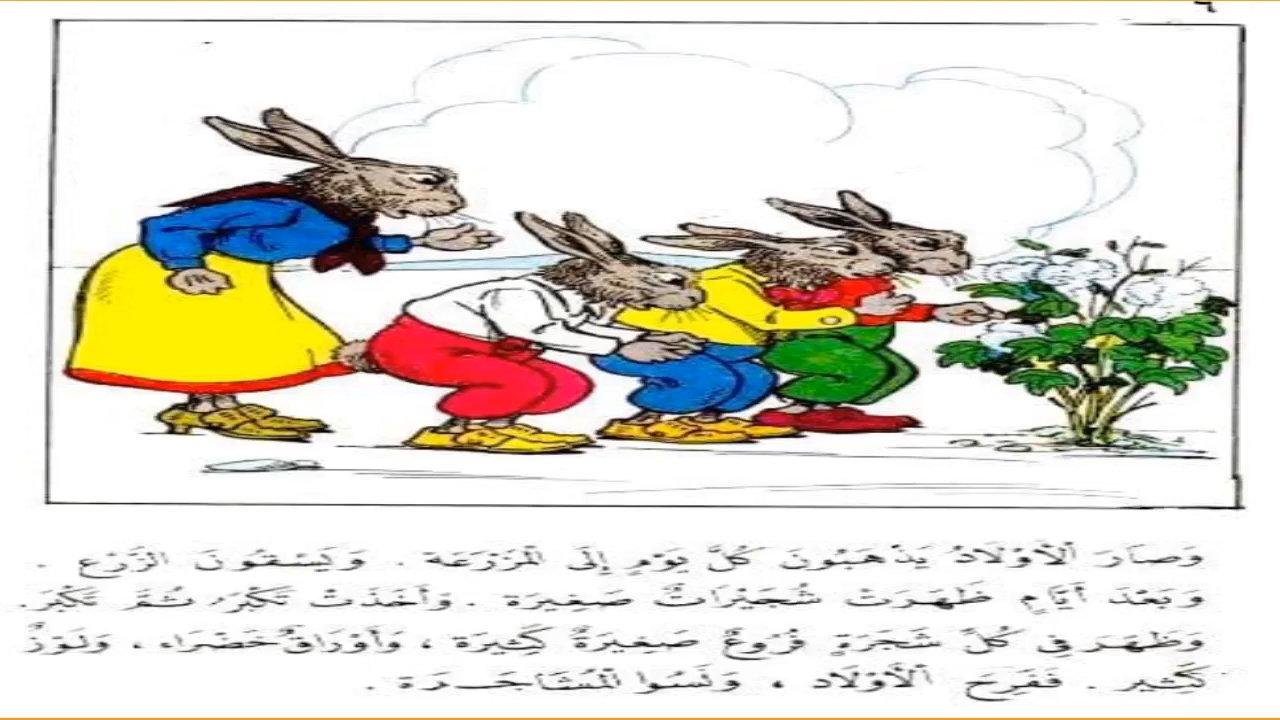 ٩
وَصَارَ الْأَوْلَادُ يَذْهَبُونَ كُلَّ يَوْمٍ إِلَى الْمَزْرَعَة . وَيَسْقُونَ الزَّرْع .
وَبَعْدَ أَيَّامٍ ظَهَرَتْ شُجَيْرَاتٌ صَغِيرَة . وَأَخَذَتْ تَكْبَرُ ثُمَّ تَكْبَر.
وَظَهَر فِى كُلِّ شَجَرَةٍ فُرُوعٌ صَغِيرَةٌ كَثِيرَة ، وَأَوْرَاقٌ خَضْرَاء ، وَلَوْزٌ
كَثِير . فَفَرِحَ الْأَوْلَاد ، وَنَسُوا الْمُشَاجَرَة .